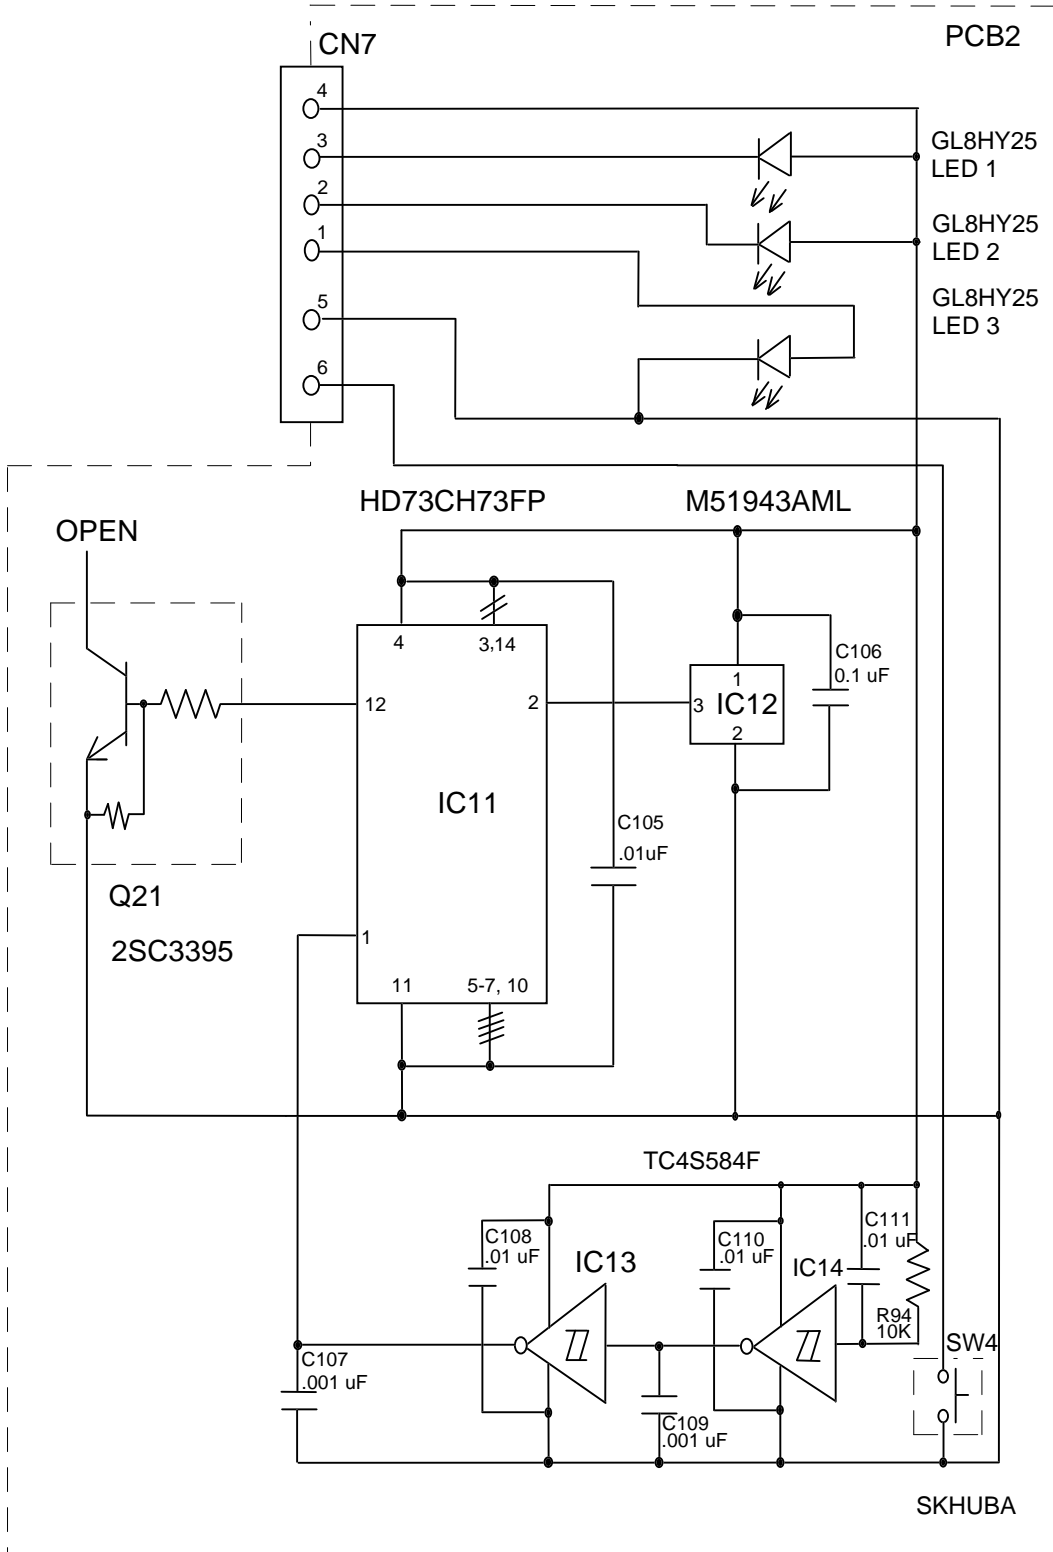 PCB2
CN7
4
3
2
1
5
6
GL8HY25
LED 1
GL8HY25
LED 2
GL8HY25
LED 3
HD73CH73FP
M51943AML
OPEN
4
3,14
12
2
1
3
IC12
2
C106
0.1 uF
IC11
C105
.01uF
Q21
2SC3395
1
11
5-7, 10
TC4S584F
C108
.01 uF
IC13
C110
.01 uF
IC14
C111
.01 uF
R94
10K
SW4
C107
.001 uF
C109
.001 uF
SKHUBA